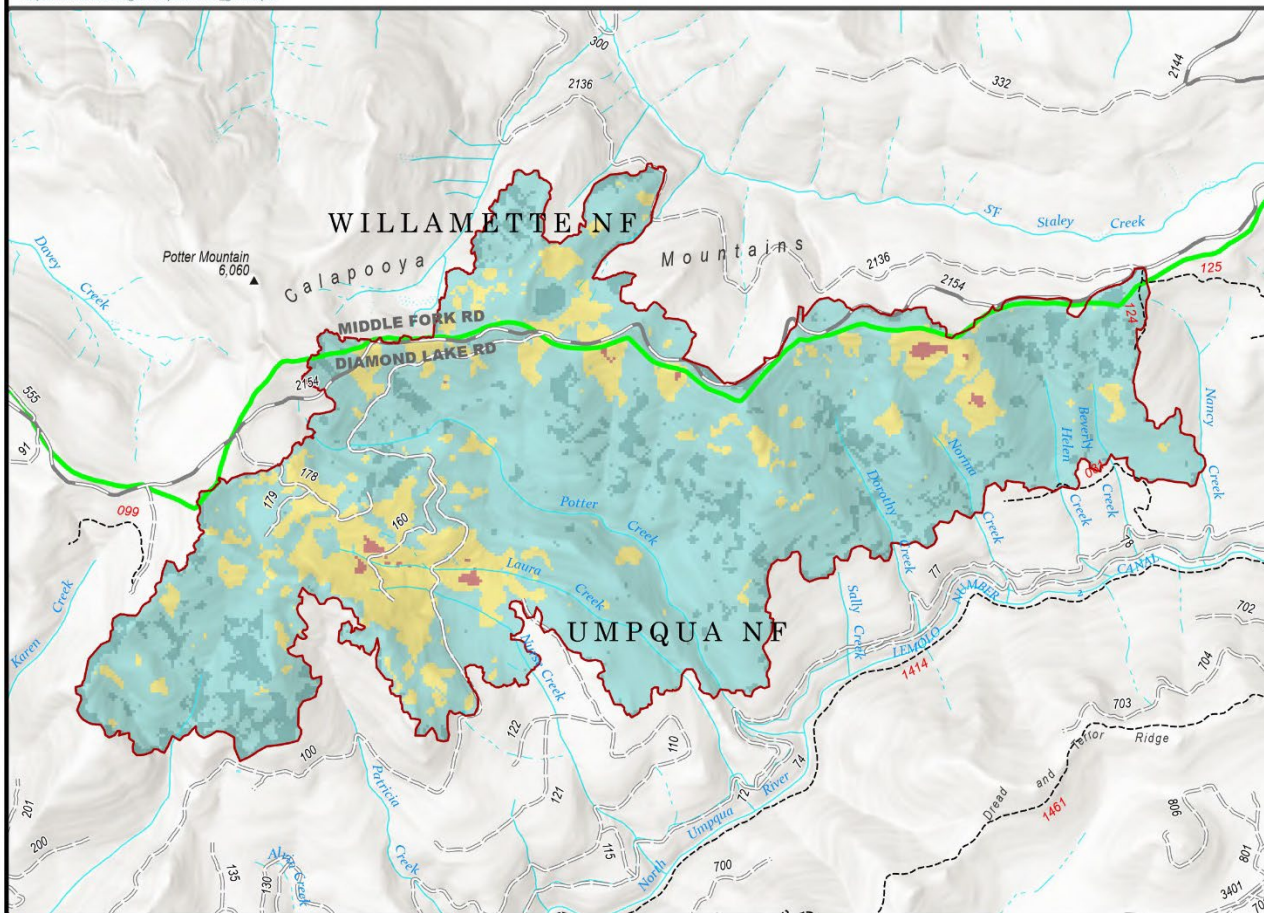 300
2136
332
2144
WILLAMETTE NF
SF Staley Creek
Davey Creek
Potter Mountain
6,060
Calapooya Mountains
2136
2154
125
124
MIDDLE FORK RD
DIAMOND LAKE RD
2154
555
91
Nancy Creek
Beverly Creek
Helen Creek
Norma Creek
Dorothy Creek
178
179
099
160
Potter Creek
78
Laura Creek
77
LEMOLO NUMBER 2 CANAL
Karen Creek
Sally Creek
UMPQUA NF
702
1414
704
703
Dread and Terror Ridge
1461
100
122
110
121
Patricia Creek
74
72
North Umpqua River
201
200
135
130
115
700
806
801
3401